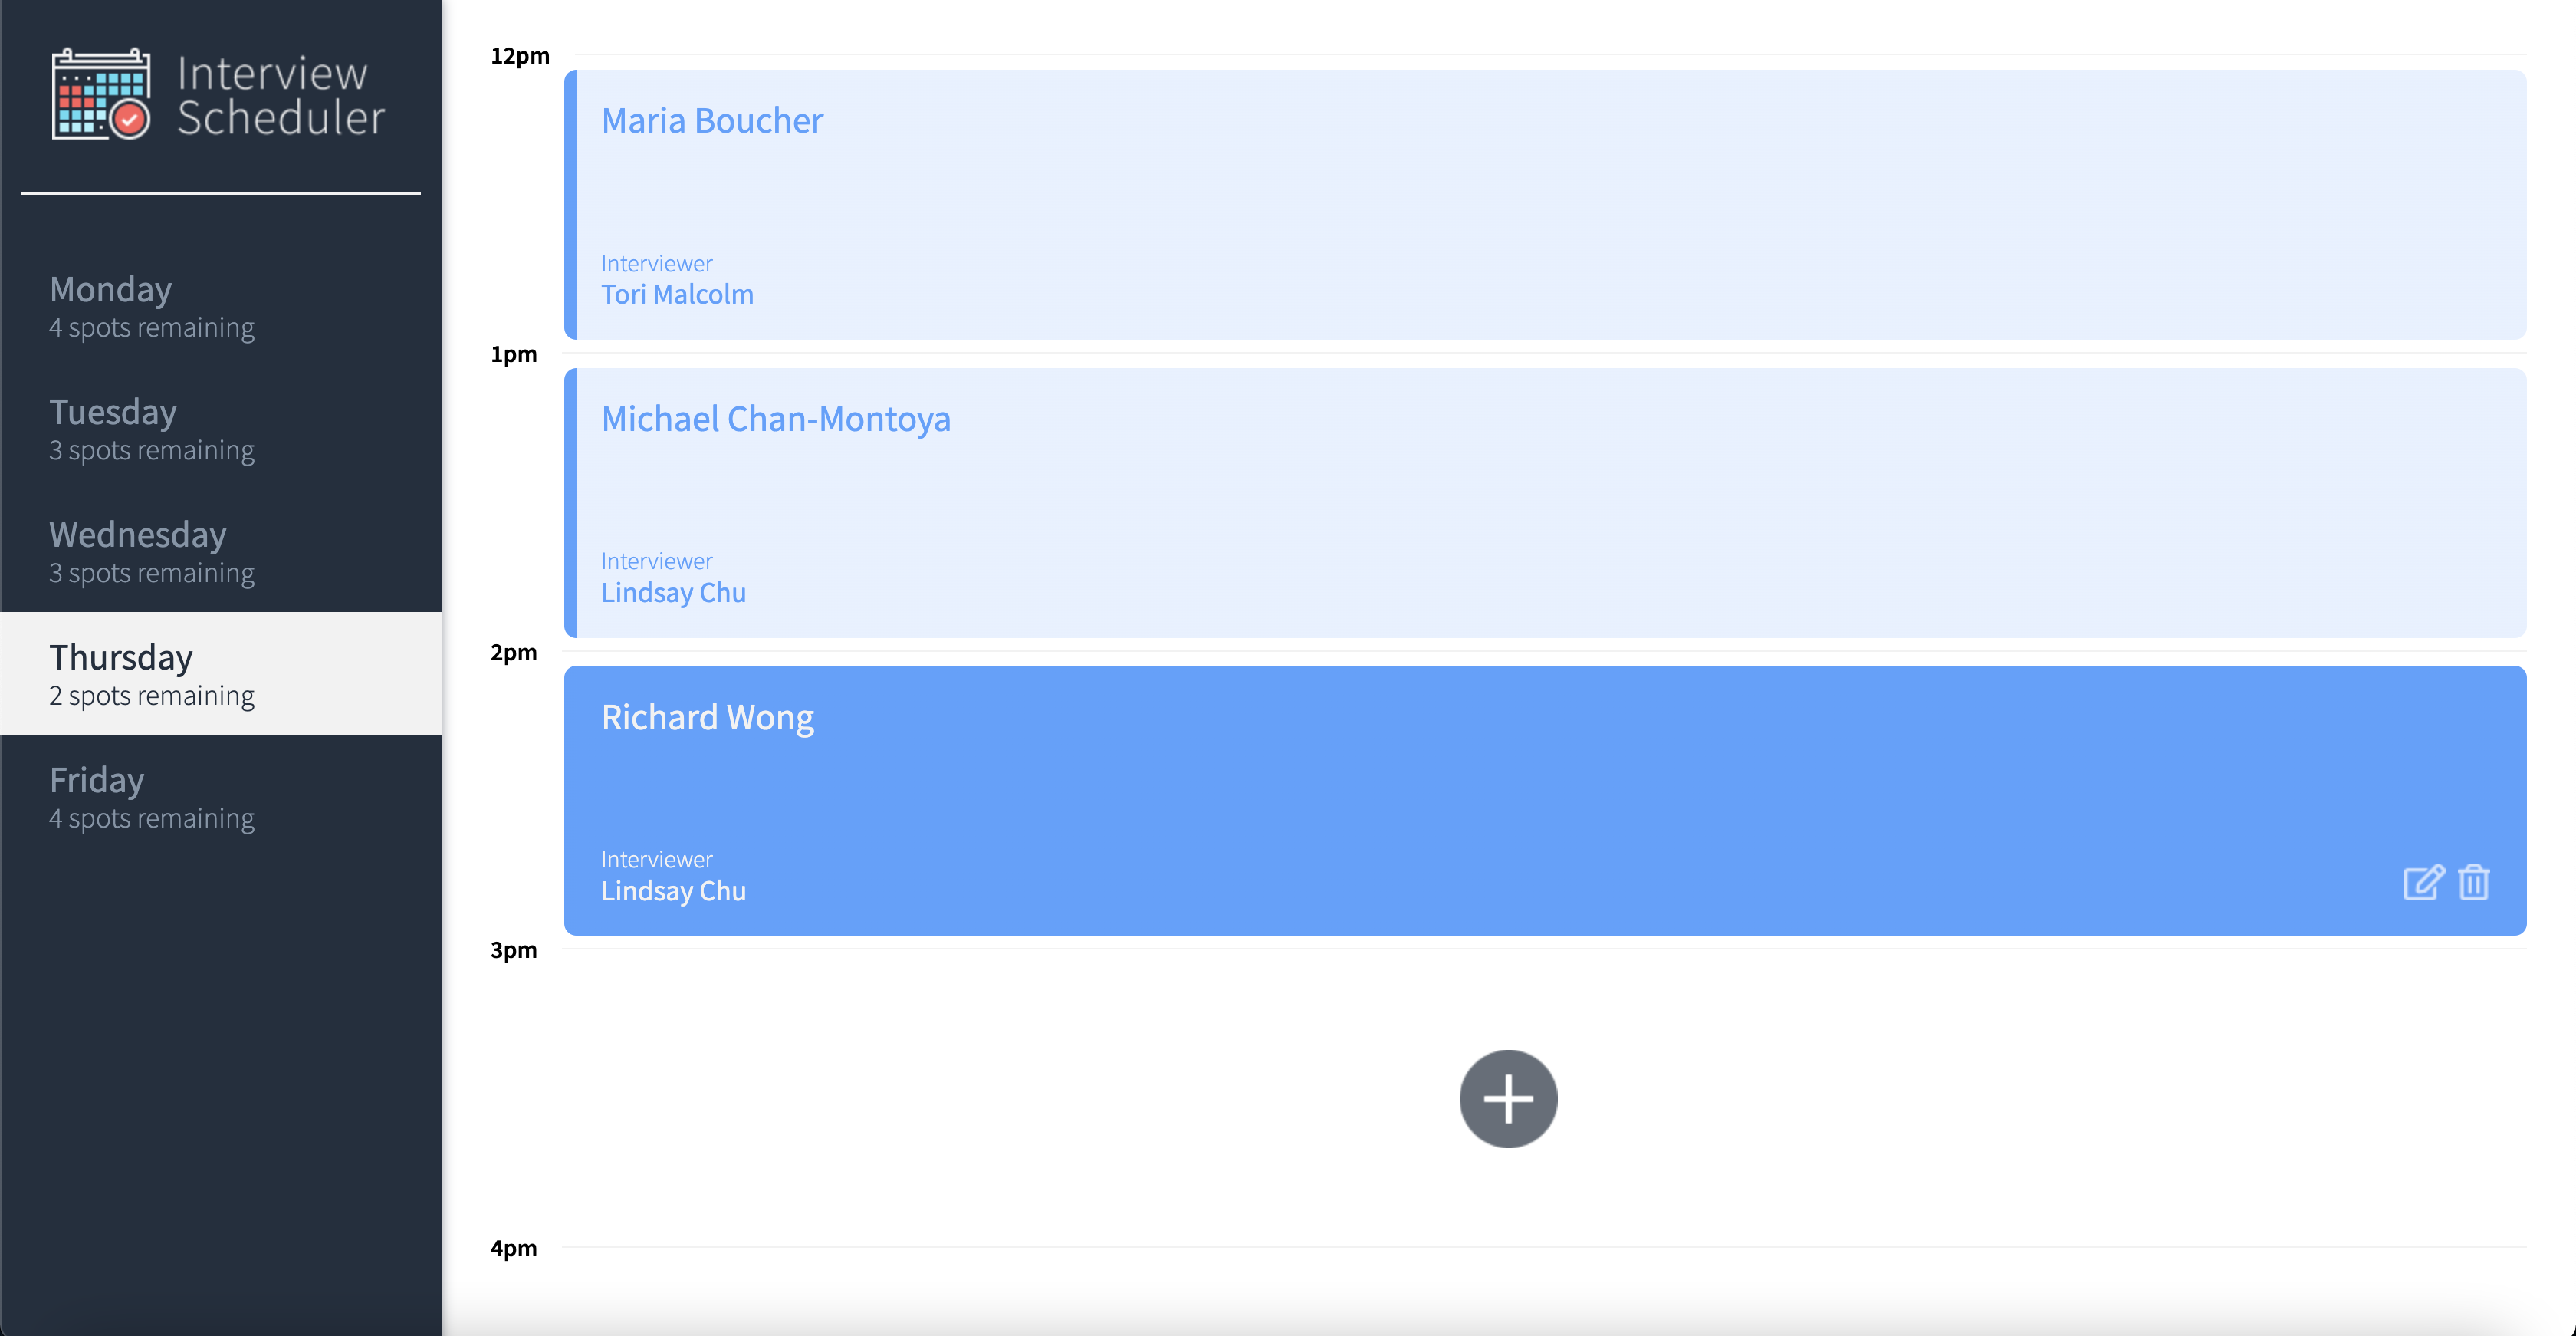 Interview
Scheduler
Monday
4 spots remaining
Tuesday
3 spots remaining
Wednesday
3 spots remaining
Thursday
2 spots remaining
Friday
4 spots remaining
12pm
Maria Boucher
Interviewer
Tori Malcolm
1pm
Michael Chan-Montoya
Interviewer
Lindsay Chu
2pm
Richard Wong
Interviewer
Lindsay Chu
3pm
4pm